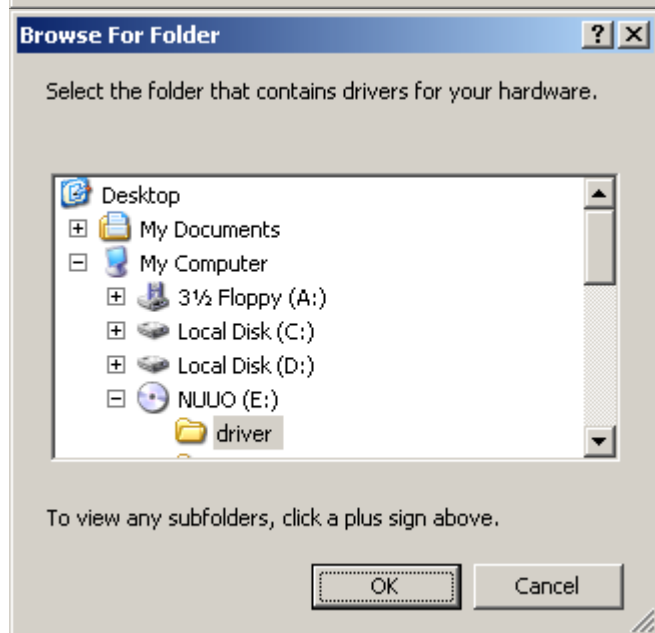 Browse For Folder
Select the folder that contains drivers for your hardware.
Desktop
My Documents
My Computer
3½ Floppy (A:)
Local Disk (C:)
Local Disk (D:)
NUUO (E:)
driver
To view any subfolders, click a plus sign above.
OK Cancel